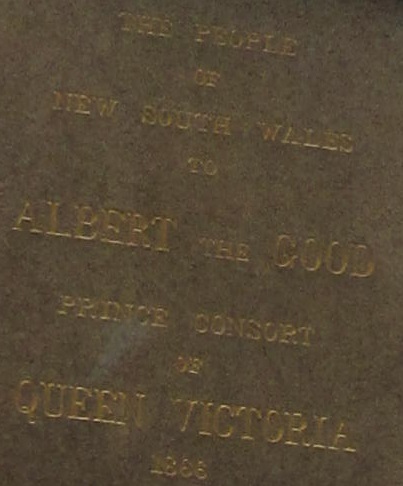 THE PEOPLE
OF
NEW SOUTH WALES
TO
ALBERT THE GOOD
PRINCE CONSORT
OF
QUEEN VICTORIA
1866